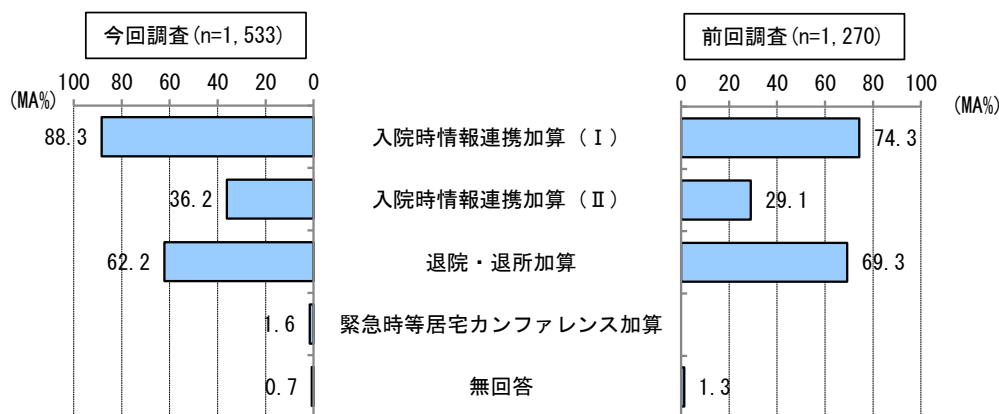 今回調査(n=1,533)
前回調査(n=1,270)
100 80 60 40 20 0
0 20 40 60 80 100
(MA%)
(MA%)
88.3 入院時情報連携加算（Ⅰ） 74.3
36.2 入院時情報連携加算（Ⅱ） 29.1
62.2 退院・退所加算 69.3
1.6 緊急時等居宅カンファレンス加算
0.7 無回答 1.3